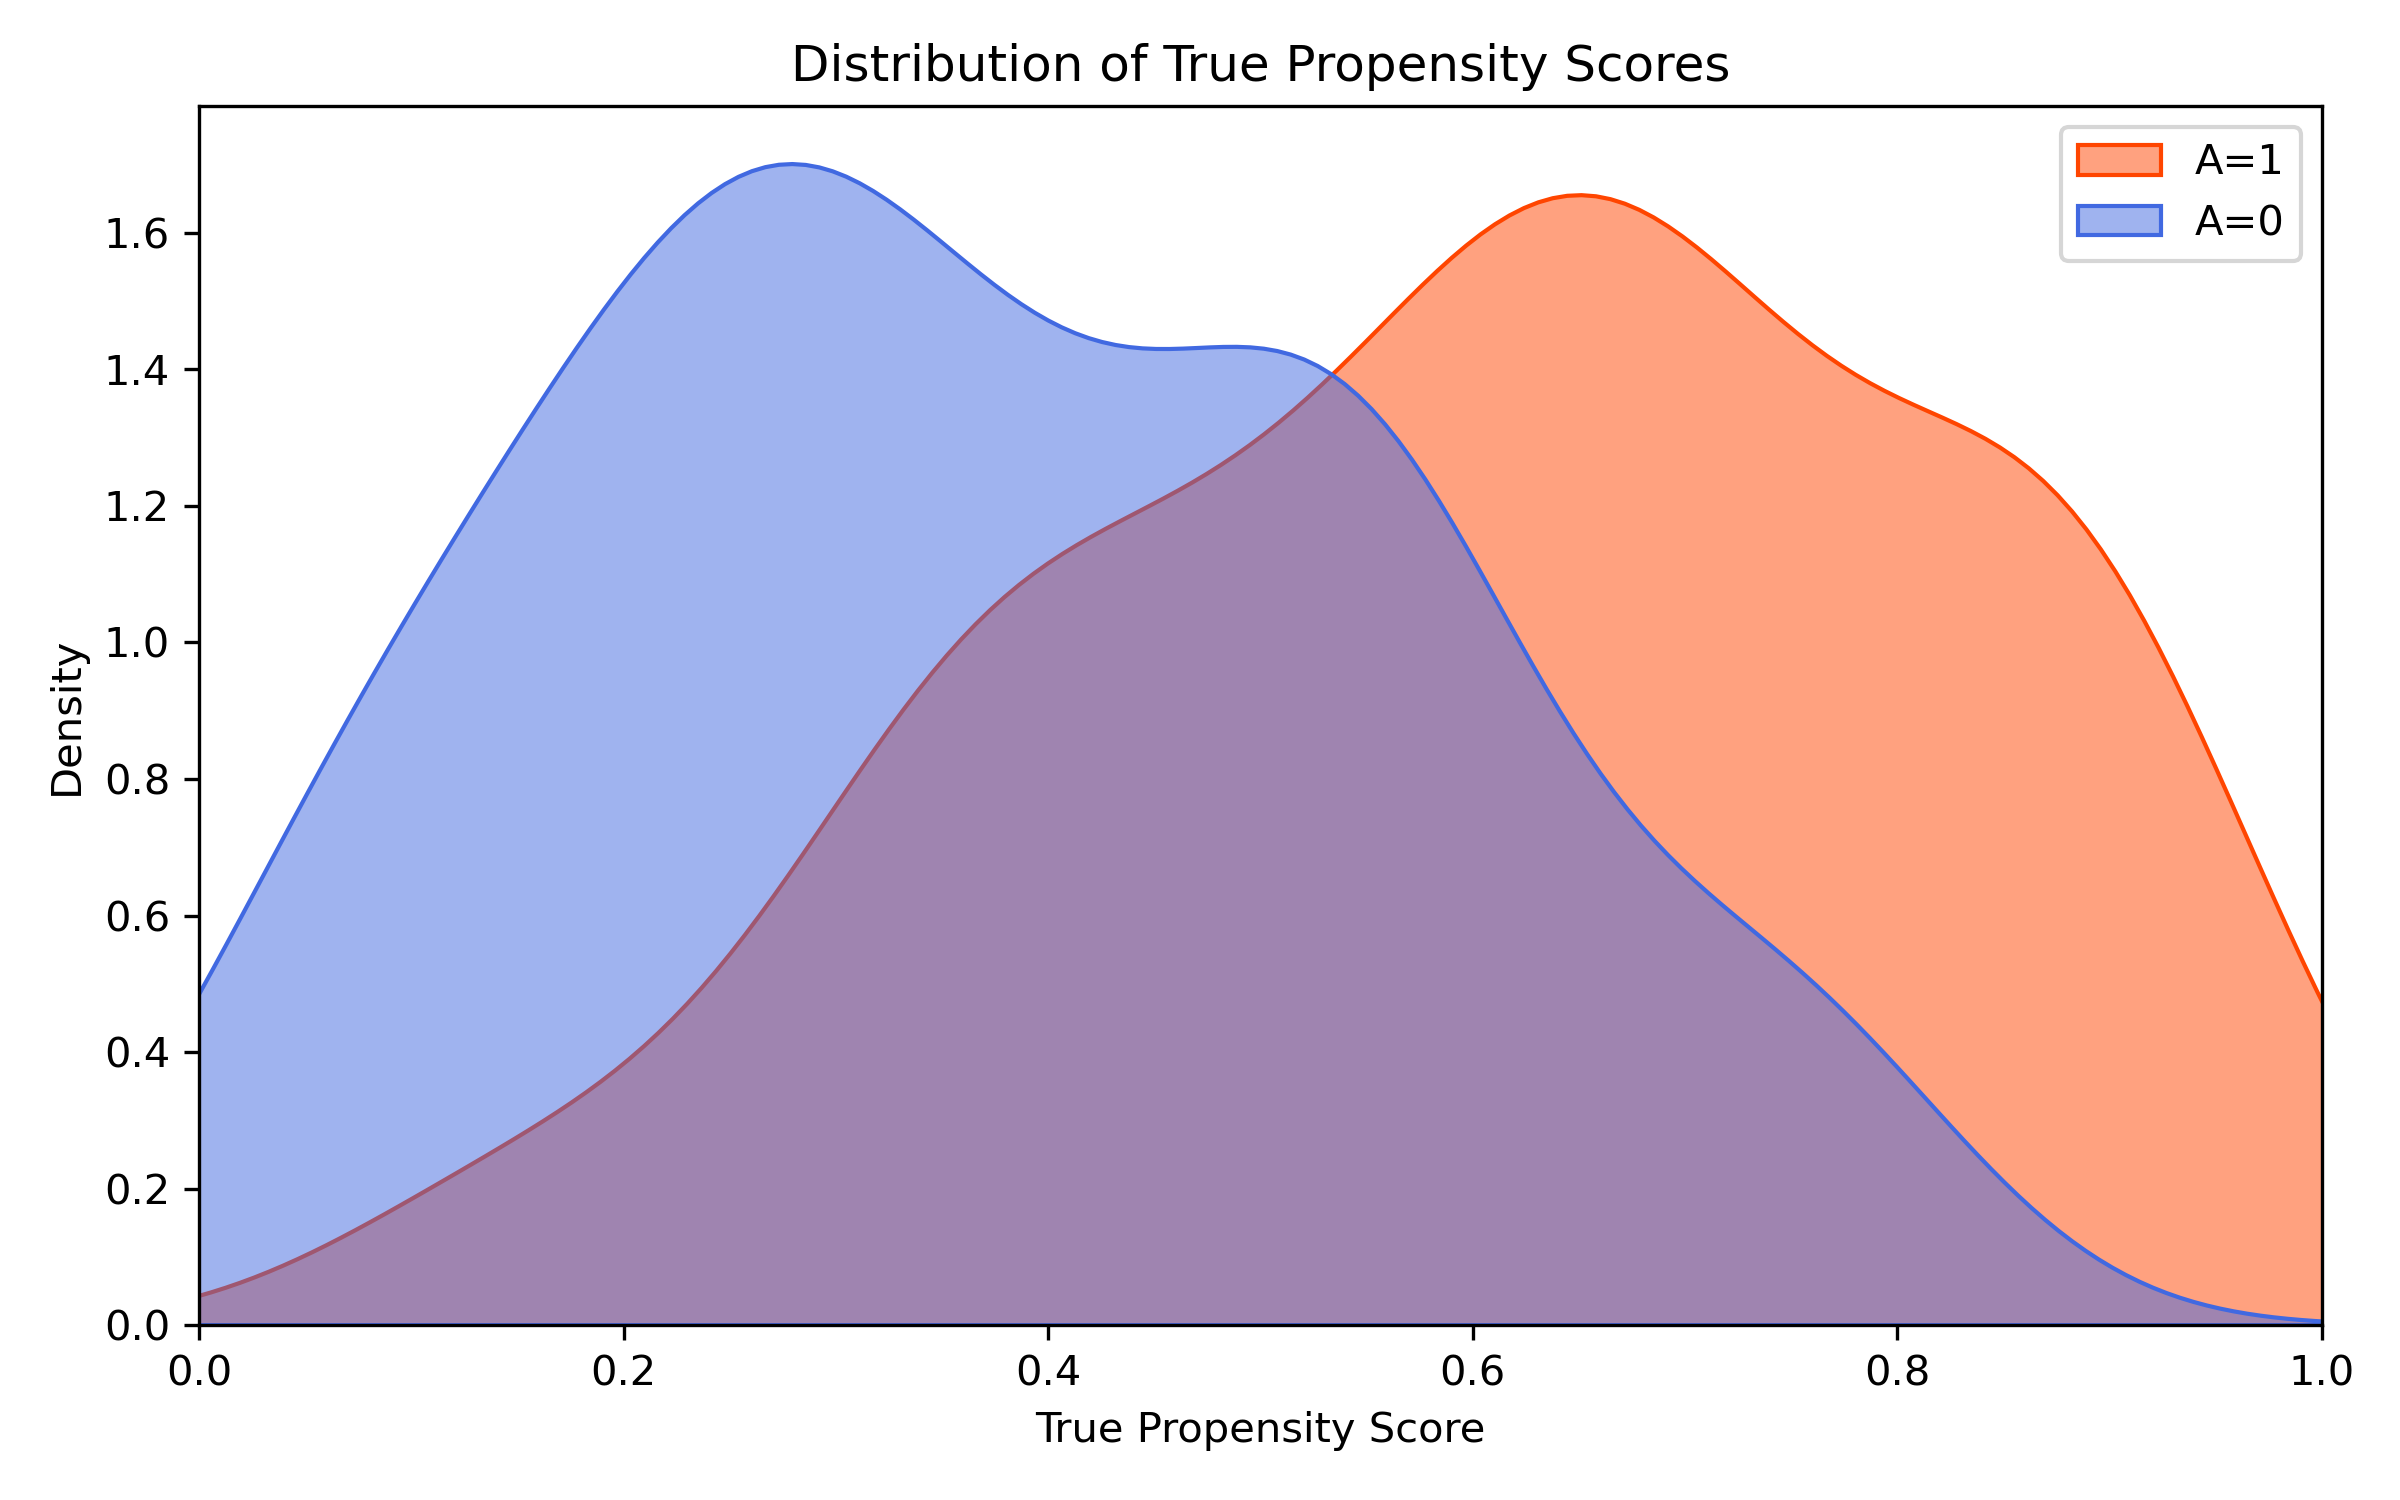 Distribution of True Propensity Scores
A=1
A=0
Density
1.6
1.4
1.2
1.0
0.8
0.6
0.4
0.2
0.0
0.0 0.2 0.4 0.6 0.8 1.0
True Propensity Score